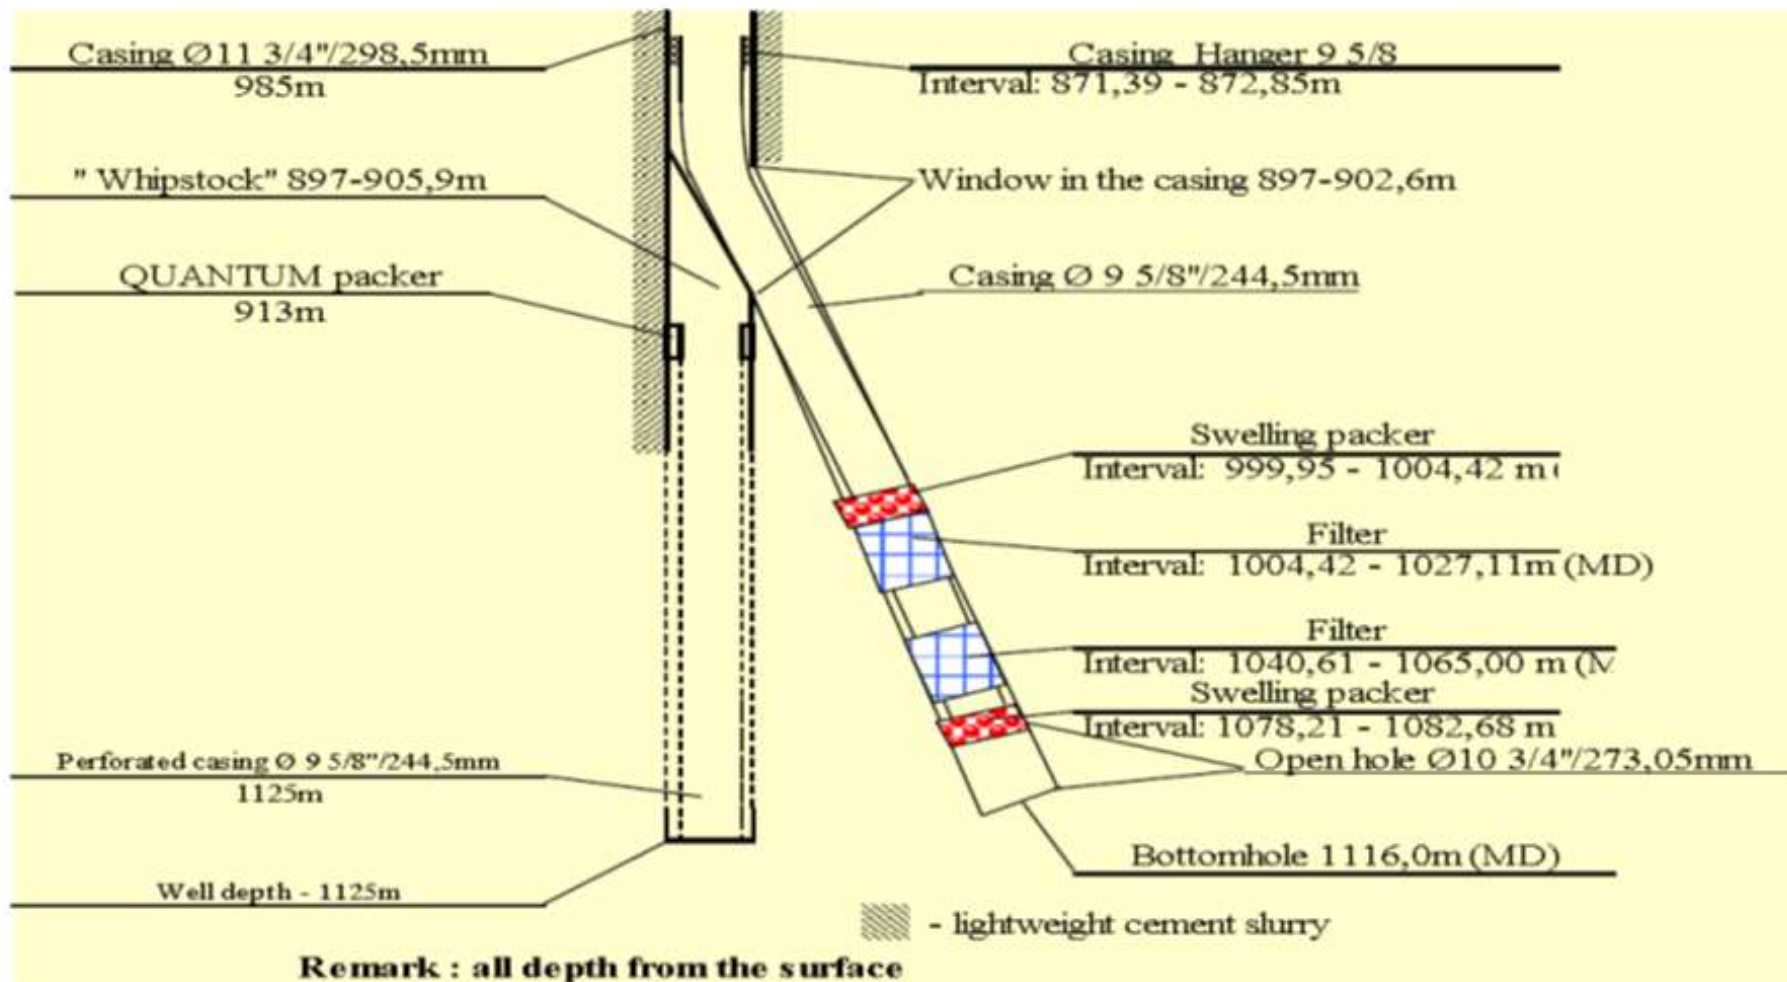 Casing Ø11 3/4"/298,5mm
985m
" Whipstock" 897-905,9m
QUANTUM packer
913m
Perforated casing Ø 9 5/8"/244,5mm
1125m
Well depth - 1125m
Casing Hanger 9 5/8
Interval: 871,39 - 872,85m
Window in the casing 897-902,6m
Casing Ø 9 5/8"/244,5mm
Swelling packer
Interval: 999,95 - 1004,42 m (
Filter
Interval: 1004,42 - 1027,11m (MD)
Filter
Interval: 1040,61 - 1065,00 m (M
Swelling packer
Interval: 1078,21 - 1082,68 m
Open hole Ø10 3/4"/273,05mm
Bottomhole 1116,0m (MD)
- lightweight cement slurry
Remark : all depth from the surface